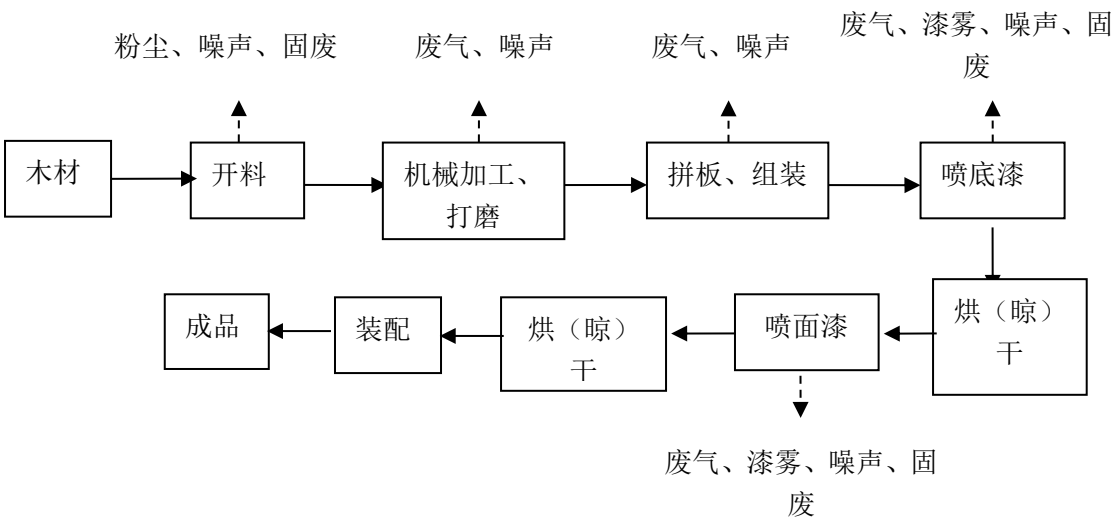 粉尘、噪声、固废
废气、噪声
废气、噪声
废气、漆雾、噪声、固
废
木材
开料
机械加工、
打磨
拼板、组装
喷底漆
成品
装配
烘（晾）
干
喷面漆
烘（晾）
干
废气、漆雾、噪声、固
废